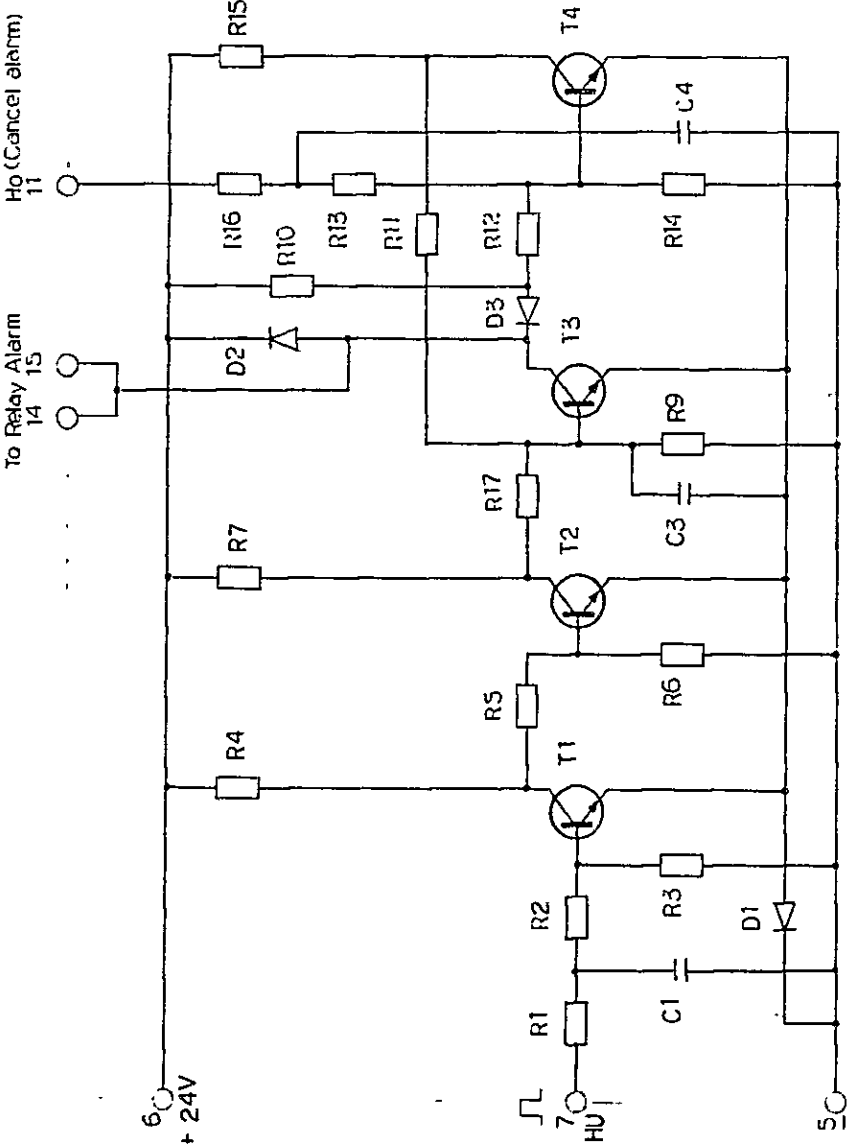 Ho (Cancel alarm)
11
To Relay Alarm
14 15
R15
T4
C4
R16
R13
R11
R12
R14
R10
D2
D3
T3
R9
C3
R7
R17
T2
R5
R6
R4
T1
R2
R3
D1
R1
C1
6
+ 24V
7
HU
5